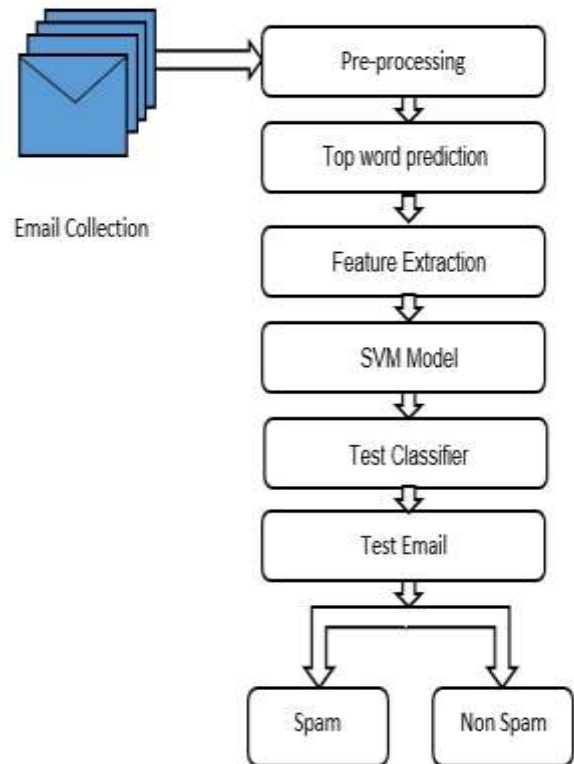 Pre-processing
Top word prediction
Email Collection
Feature Extraction
SVM Model
Test Classifier
Test Email
Spam
Non Spam